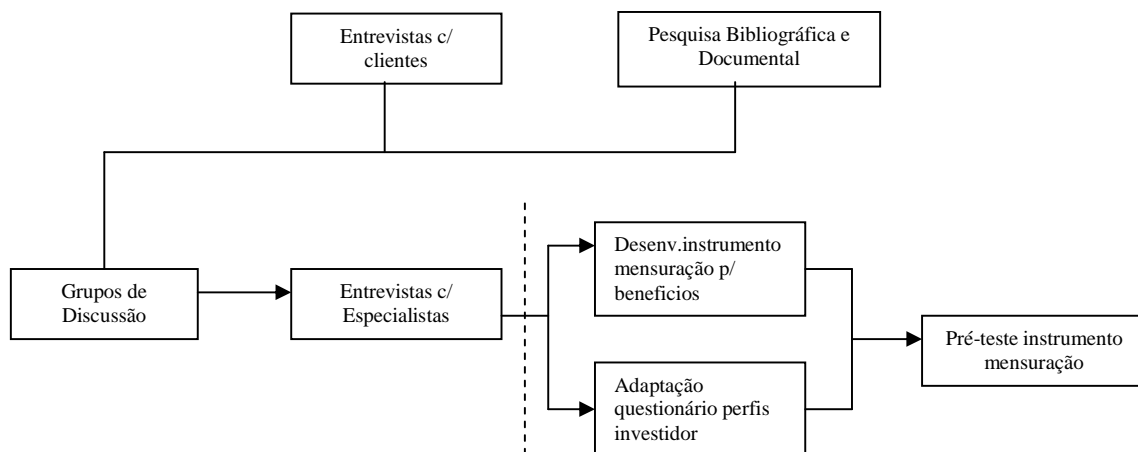 Entrevistas c/
clientes
Pesquisa Bibliográfica e
Documental
Grupos de
Discussão
Entrevistas c/
Especialistas
Desenv.instrumento
mensuração p/
beneficios
Adaptação
questionário perfis
investidor
Pré-teste instrumento
mensuração